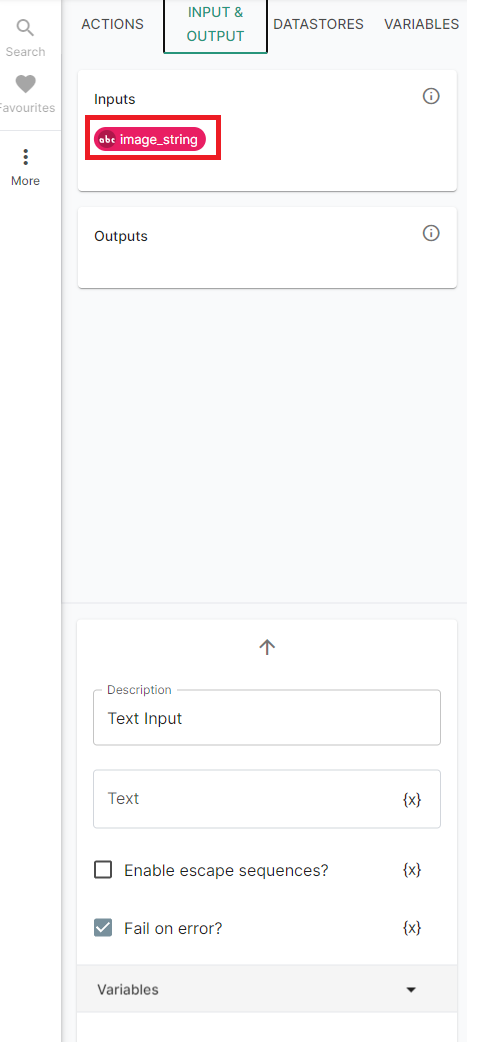 Search
Favourites
More
ACTIONS
INPUT &
OUTPUT
DATASTORES
VARIABLES
Inputs
abc image_string
Outputs
Description
Text Input
Text {x}
Enable escape sequences? {x}
Fail on error? {x}
Variables